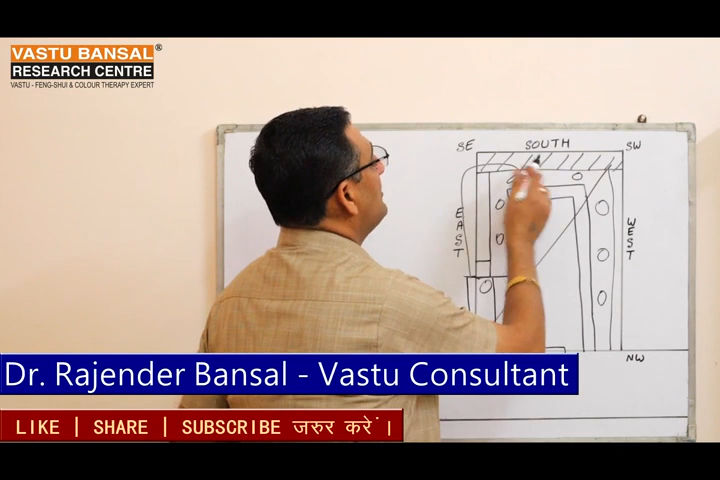 VASTU BANSAL®
RESEARCH CENTRE
VASTU - FENG-SHUI & COLOUR THERAPY EXPERT
SE SOUTH SW
EAST
WEST
NW
Dr. Rajender Bansal - Vastu Consultant
LIKE | SHARE | SUBSCRIBE जरुर करें।